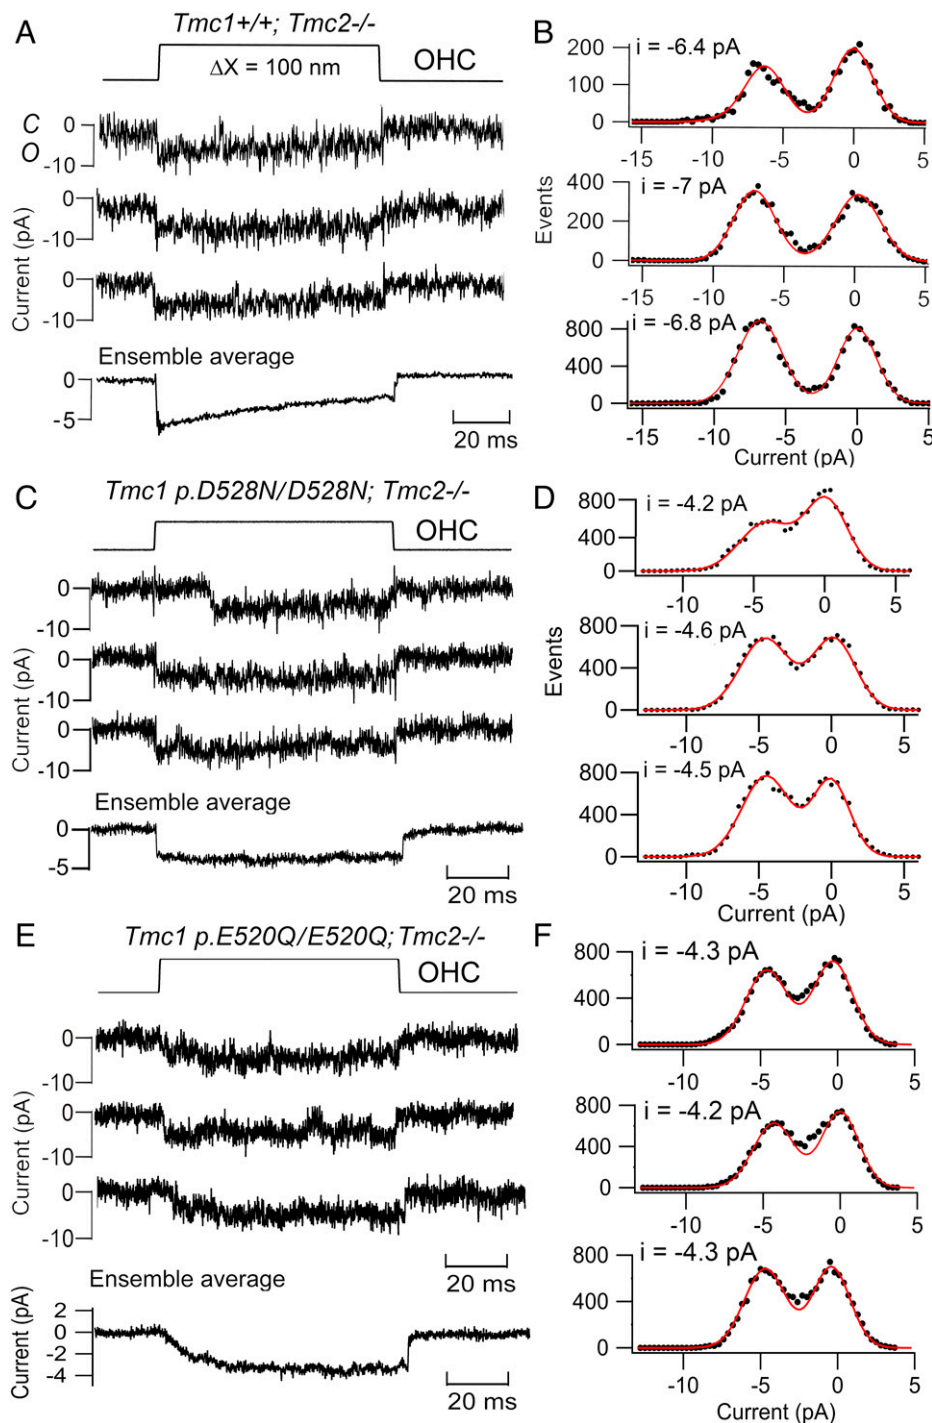 A
Tmc1+/+; Tmc2-/-
ΔX = 100 nm
OHC
C
O
0
-10
0
-10
0
-10
Current (pA)
Ensemble average
0
-5
20 ms
B
i = -6.4 pA
200
100
0
-15 -10 -5 0 5
i = -7 pA
400
200
0
-15 -10 -5 0 5
i = -6.8 pA
800
400
0
-15 -10 -5 0 5
Events
Current (pA)
C
Tmc1 p.D528N/D528N; Tmc2-/-
OHC
0
-10
0
-10
0
-10
Current (pA)
Ensemble average
0
-5
20 ms
D
i = -4.2 pA
800
400
0
-10 -5 0 5
i = -4.6 pA
800
400
0
-10 -5 0 5
i = -4.5 pA
800
400
0
-10 -5 0 5
Events
Current (pA)
E
Tmc1 p.E520Q/E520Q; Tmc2-/-
OHC
0
-10
0
-10
0
-10
Current (pA)
20 ms
Ensemble average
2
0
-2
-4
Current (pA)
20 ms
F
i = -4.3 pA
800
400
0
-10 -5 0 5
i = -4.2 pA
800
400
0
-10 -5 0 5
i = -4.3 pA
800
400
0
-10 -5 0 5
Current (pA)